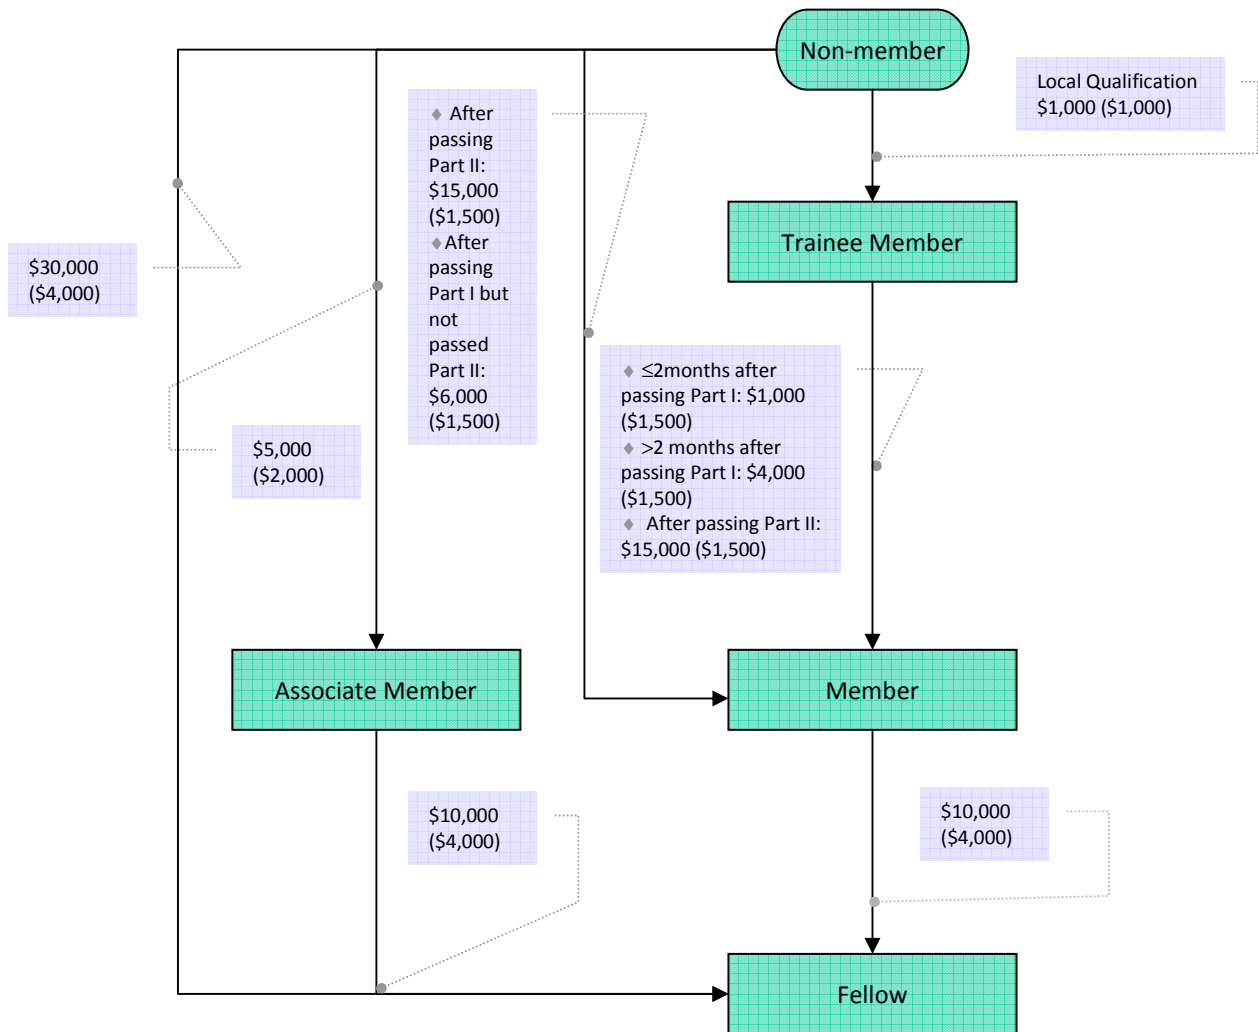 Non-member
Local Qualification
$1,000 ($1,000)
♦ After
passing
Part II:
$15,000
($1,500)
♦After
passing
Part I but
not
passed
Part II:
$6,000
($1,500)
Trainee Member
$30,000
($4,000)
♦ ≤2months after
passing Part I: $1,000
($1,500)
♦ >2 months after
passing Part I: $4,000
($1,500)
♦ After passing Part II:
$15,000 ($1,500)
$5,000
($2,000)
Associate Member
Member
$10,000
($4,000)
$10,000
($4,000)
Fellow